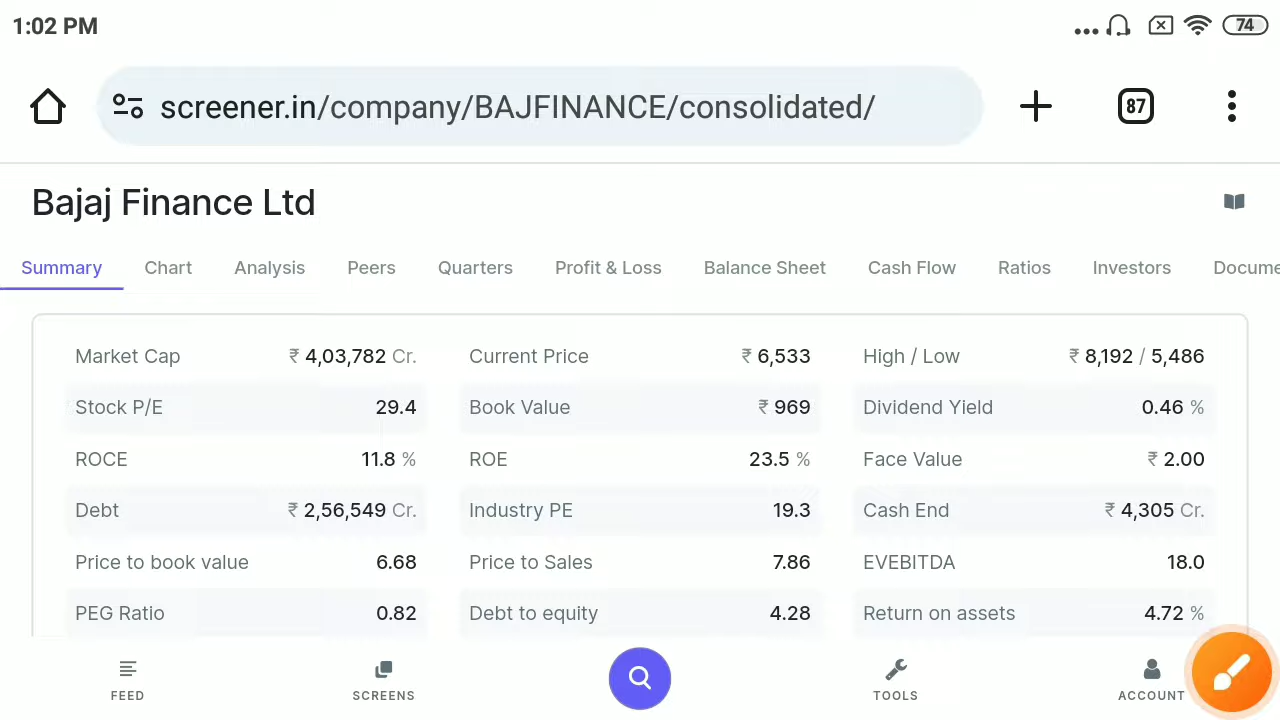 1:02 PM
74
screener.in/company/BAJFINANCE/consolidated/
87
Bajaj Finance Ltd
Summary Chart Analysis Peers Quarters Profit & Loss Balance Sheet Cash Flow Ratios Investors Docume
Market Cap ₹ 4,03,782 Cr. Current Price ₹ 6,533 High / Low ₹ 8,192 / 5,486
Stock P/E 29.4 Book Value ₹ 969 Dividend Yield 0.46 %
ROCE 11.8 % ROE 23.5 % Face Value ₹ 2.00
Debt ₹ 2,56,549 Cr. Industry PE 19.3 Cash End ₹ 4,305 Cr.
Price to book value 6.68 Price to Sales 7.86 EVEBITDA 18.0
PEG Ratio 0.82 Debt to equity 4.28 Return on assets 4.72 %
FEED SCREENS TOOLS ACCOUNT